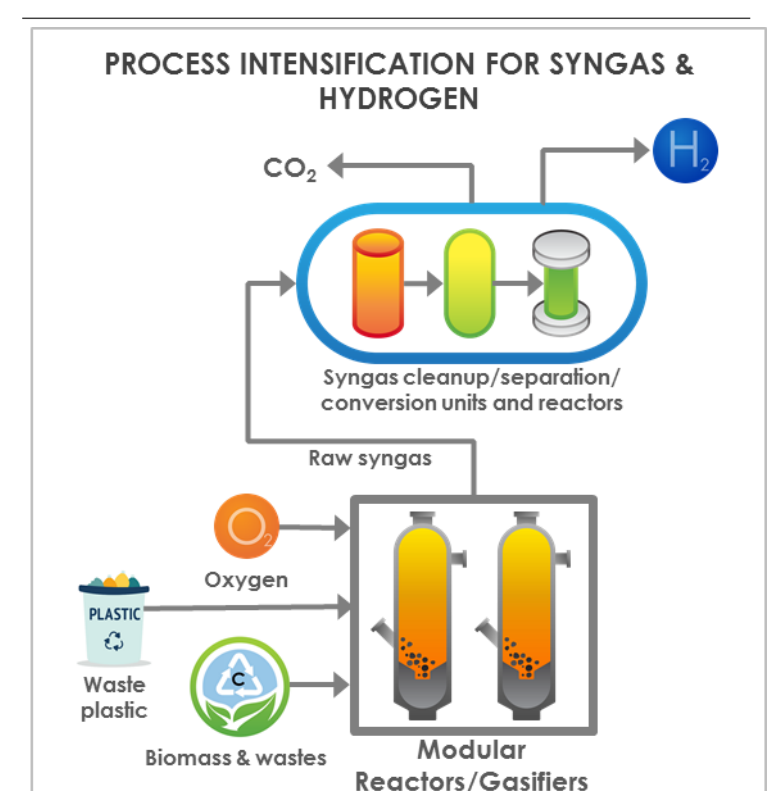 PROCESS INTENSIFICATION FOR SYNGAS &
HYDROGEN
CO₂
H₂
Syngas cleanup/separation/
conversion units and reactors
Raw syngas
O₂
Oxygen
PLASTIC
Waste
plastic
C
Biomass & wastes
Modular
Reactors/Gasifiers